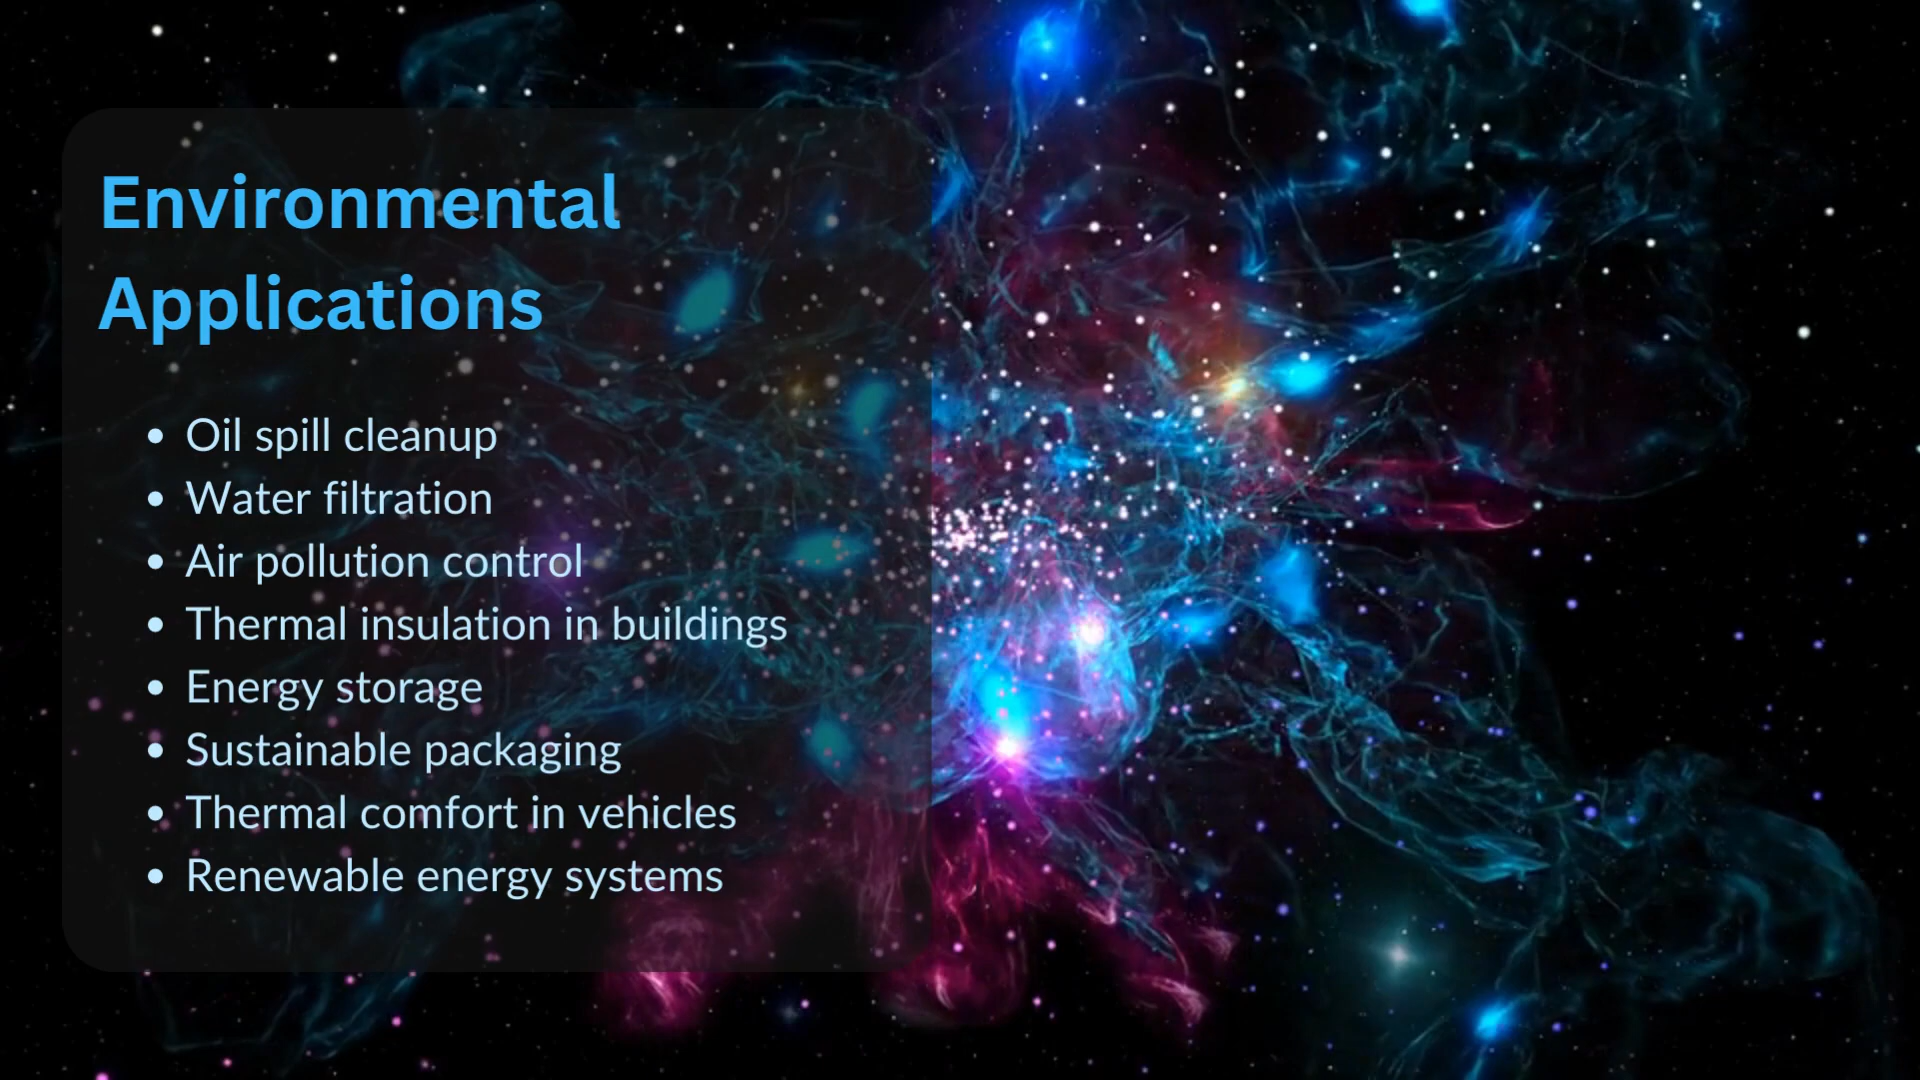 Environmental
Applications
• Oil spill cleanup
• Water filtration
• Air pollution control
• Thermal insulation in buildings
• Energy storage
• Sustainable packaging
• Thermal comfort in vehicles
• Renewable energy systems